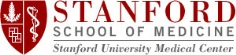 STANFORD
SCHOOL OF MEDICINE
Stanford University Medical Center